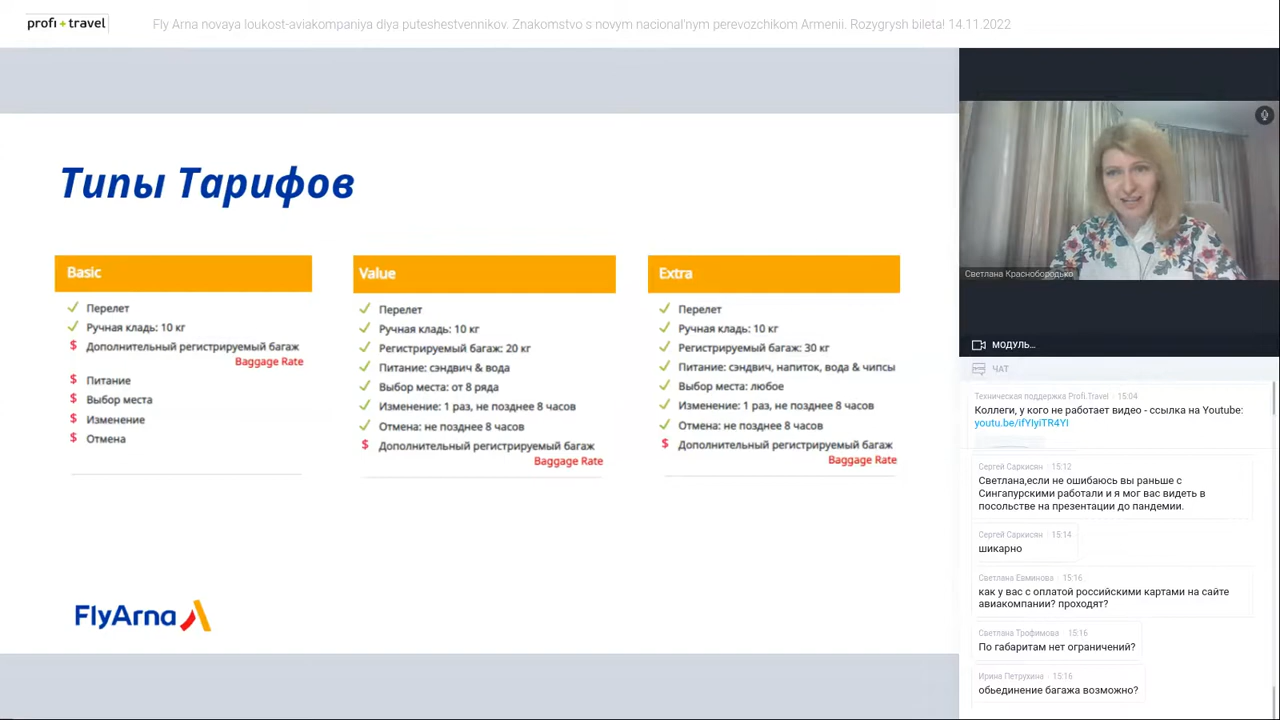 profi + travel
Fly Arna novaya loukost-aviakompaniya dlya puteshestvennikov. Znakomstvo s novym nacional'nym perevozchikom Armenii. Rozygrysh bileta! 14.11.2022
Типы Тарифов
Basic
✓ Перелет
✓ Ручная кладь: 10 кг
$ Дополнительный регистрируемый багаж
Baggage Rate
$ Питание
$ Выбор места
$ Изменение
$ Отмена
Value
✓ Перелет
✓ Ручная кладь: 10 кг
✓ Регистрируемый багаж: 20 кг
✓ Питание: сэндвич & вода
✓ Выбор места: от 8 ряда
✓ Изменение: 1 раз, не позднее 8 часов
✓ Отмена: не позднее 8 часов
$ Дополнительный регистрируемый багаж
Baggage Rate
Extra
✓ Перелет
✓ Ручная кладь: 10 кг
✓ Регистрируемый багаж: 30 кг
✓ Питание: сэндвич, напиток, вода & чипсы
✓ Выбор места: любое
✓ Изменение: 1 раз, не позднее 8 часов
✓ Отмена: не позднее 8 часов
$ Дополнительный регистрируемый багаж
Baggage Rate
FlyArna
Светлана Краснобородько
МОДУЛЬ...
ЧАТ
Техническая поддержка Profi.Travel 15:04
Коллеги, у кого не работает видео - ссылка на Youtube:
youtu.be/ifYIyiTR4YI
Сергей Саркисян 15:12
Светлана,если не ошибаюсь вы раньше с
Сингапурскими работали и я мог вас видеть в
посольстве на презентации до пандемии.
Сергей Саркисян 15:14
шикарно
Светлана Евминова 15:16
как у вас с оплатой российскими картами на сайте
авиакомпании? проходят?
Светлана Трофимова 15:16
По габаритам нет ограничений?
Ирина Петрухина 15:16
обьединение багажа возможно?